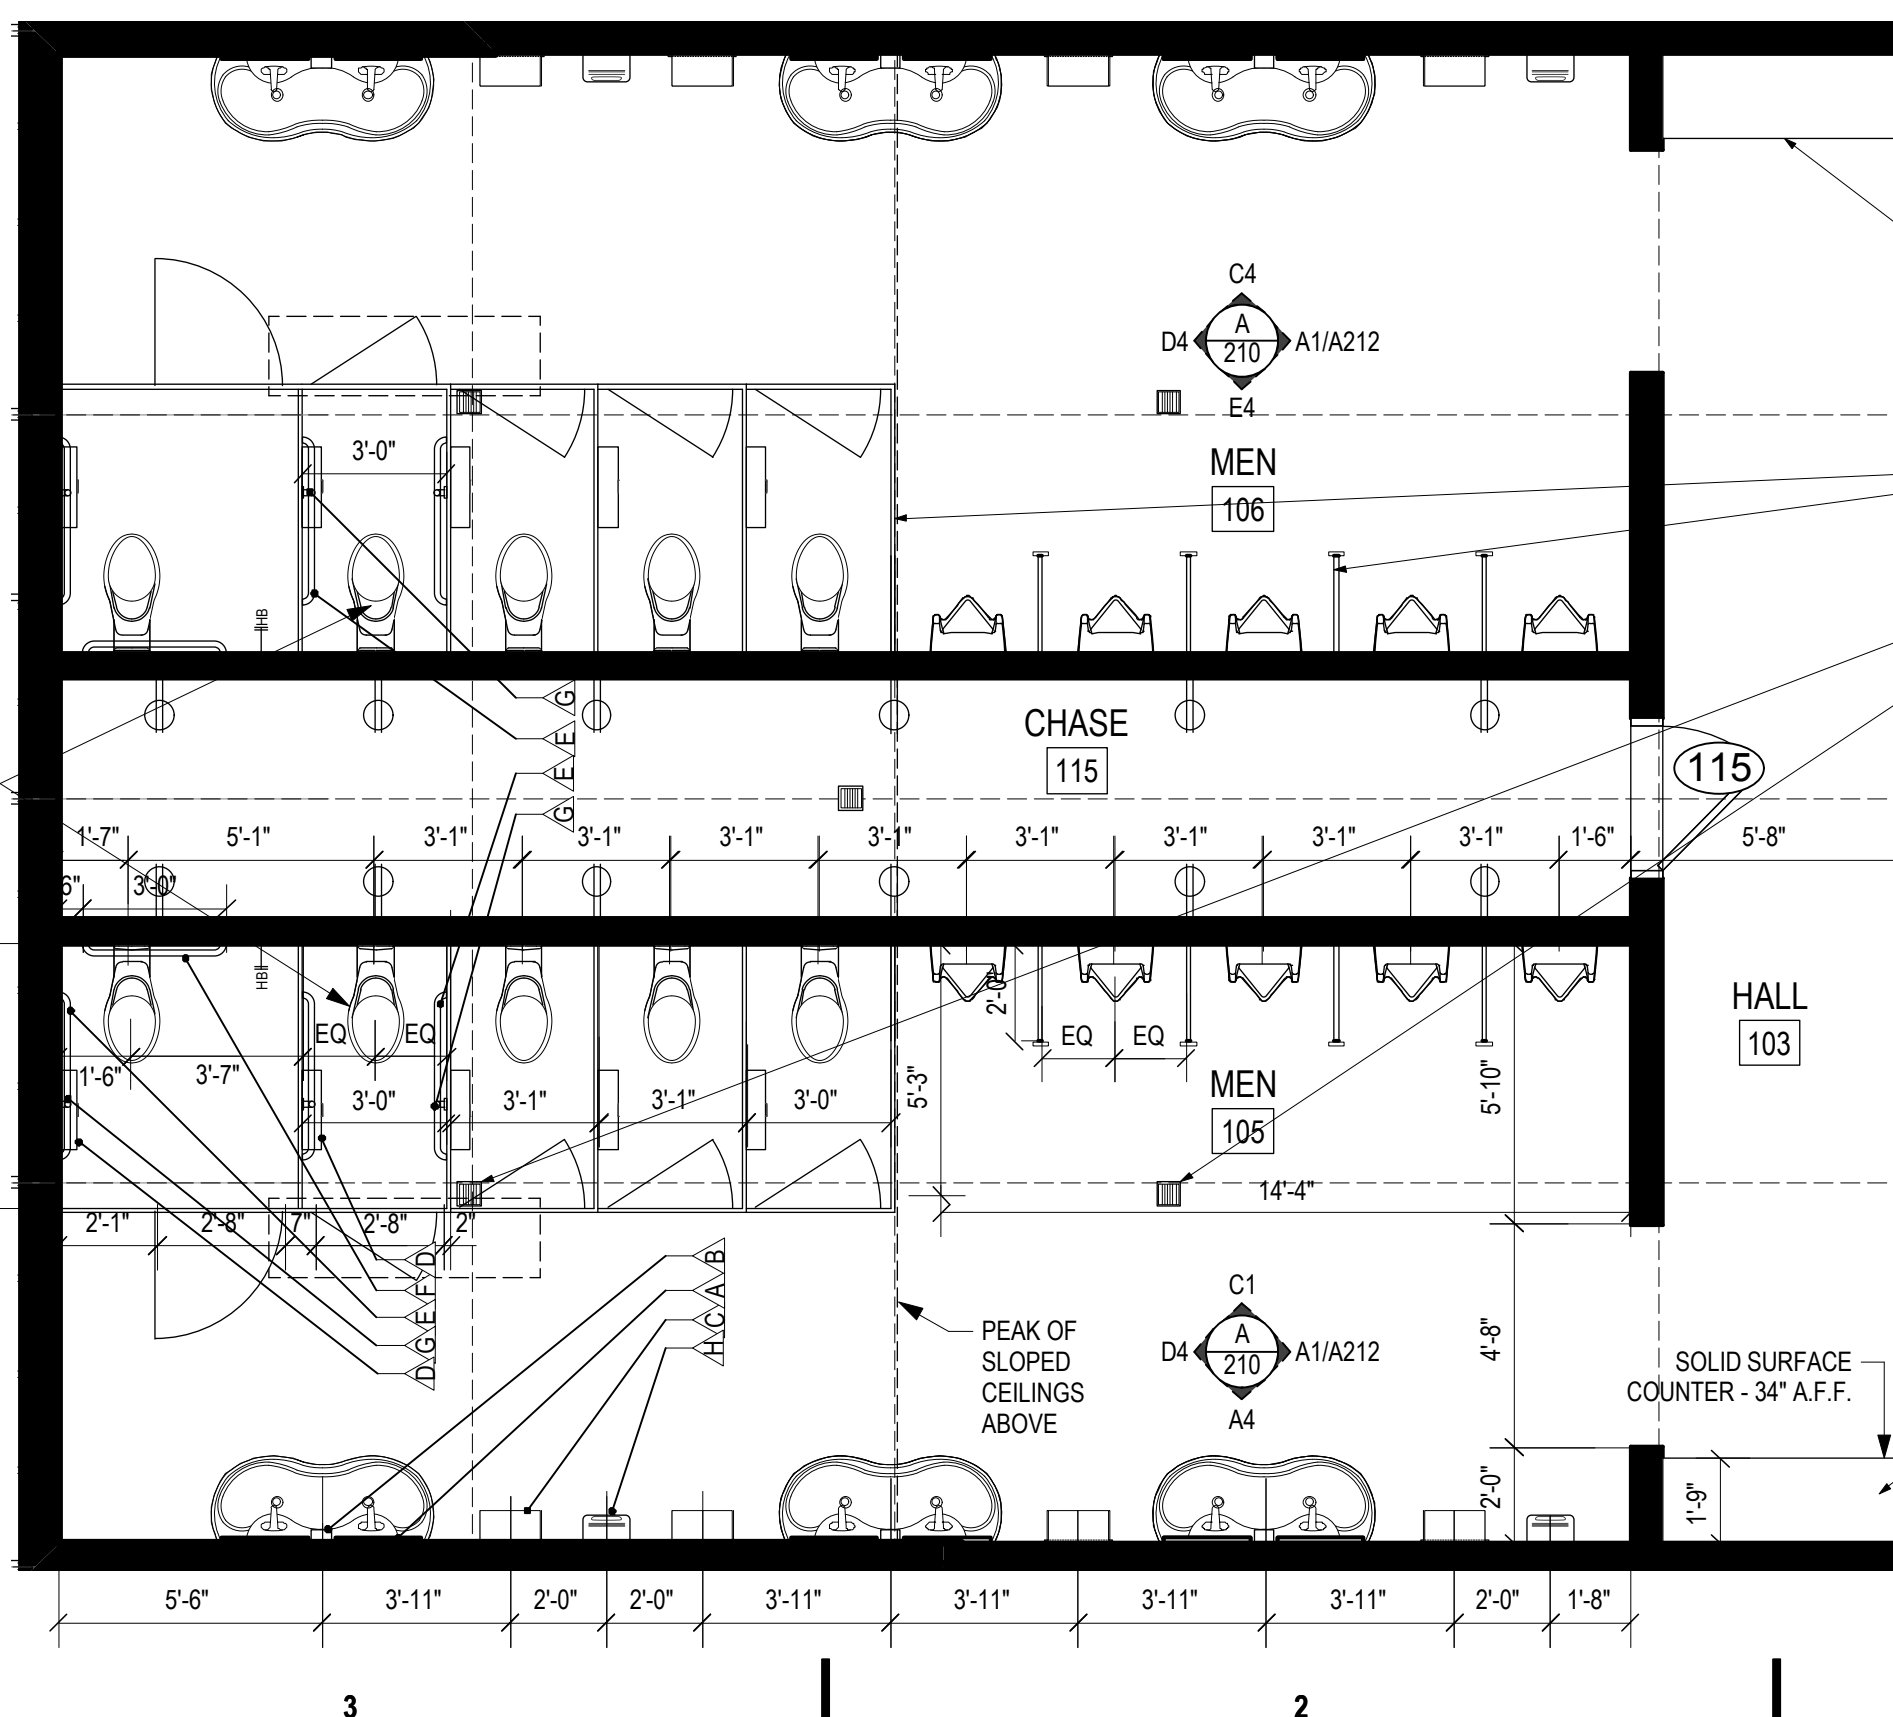 C4
A
D4
210
A1/A212
E4
3'-0"
MEN
106
HB
G
CHASE
E
115
E
115
G
1'-7"
5'-1"
3'-1"
3'-1"
3'-1"
3'-1"
3'-1"
3'-1"
3'-1"
3'-1"
1'-6"
5'-8"
6"
3'-0"
HB
2'-0"
HALL
103
EQ
EQ
EQ
EQ
1'-6"
3'-7"
3'-0"
3'-1"
3'-1"
3'-0"
5'-3"
MEN
105
5'-10"
14'-4"
2'-1"
2'-8"
7"
2'-8"
2"
D
F
E
G
D
B
A
C
H
C1
A
D4
210
A1/A212
A4
PEAK OF
SLOPED
CEILINGS
ABOVE
4'-8"
SOLID SURFACE
COUNTER - 34" A.F.F.
2'-0"
1'-9"
5'-6"
3'-11"
2'-0"
2'-0"
3'-11"
3'-11"
3'-11"
3'-11"
2'-0"
1'-8"
3
2